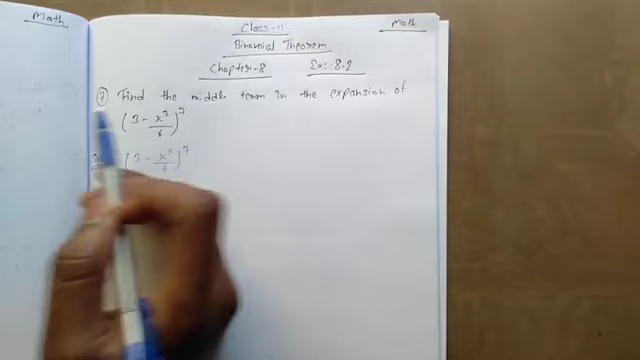 Math
Class-11
Math
Binomial Theorem
Chapter-8 Ex:-8.2
(7) Find the middle term in the expansion of
(3 - x³/6)⁷
(3 - x³/6)⁷